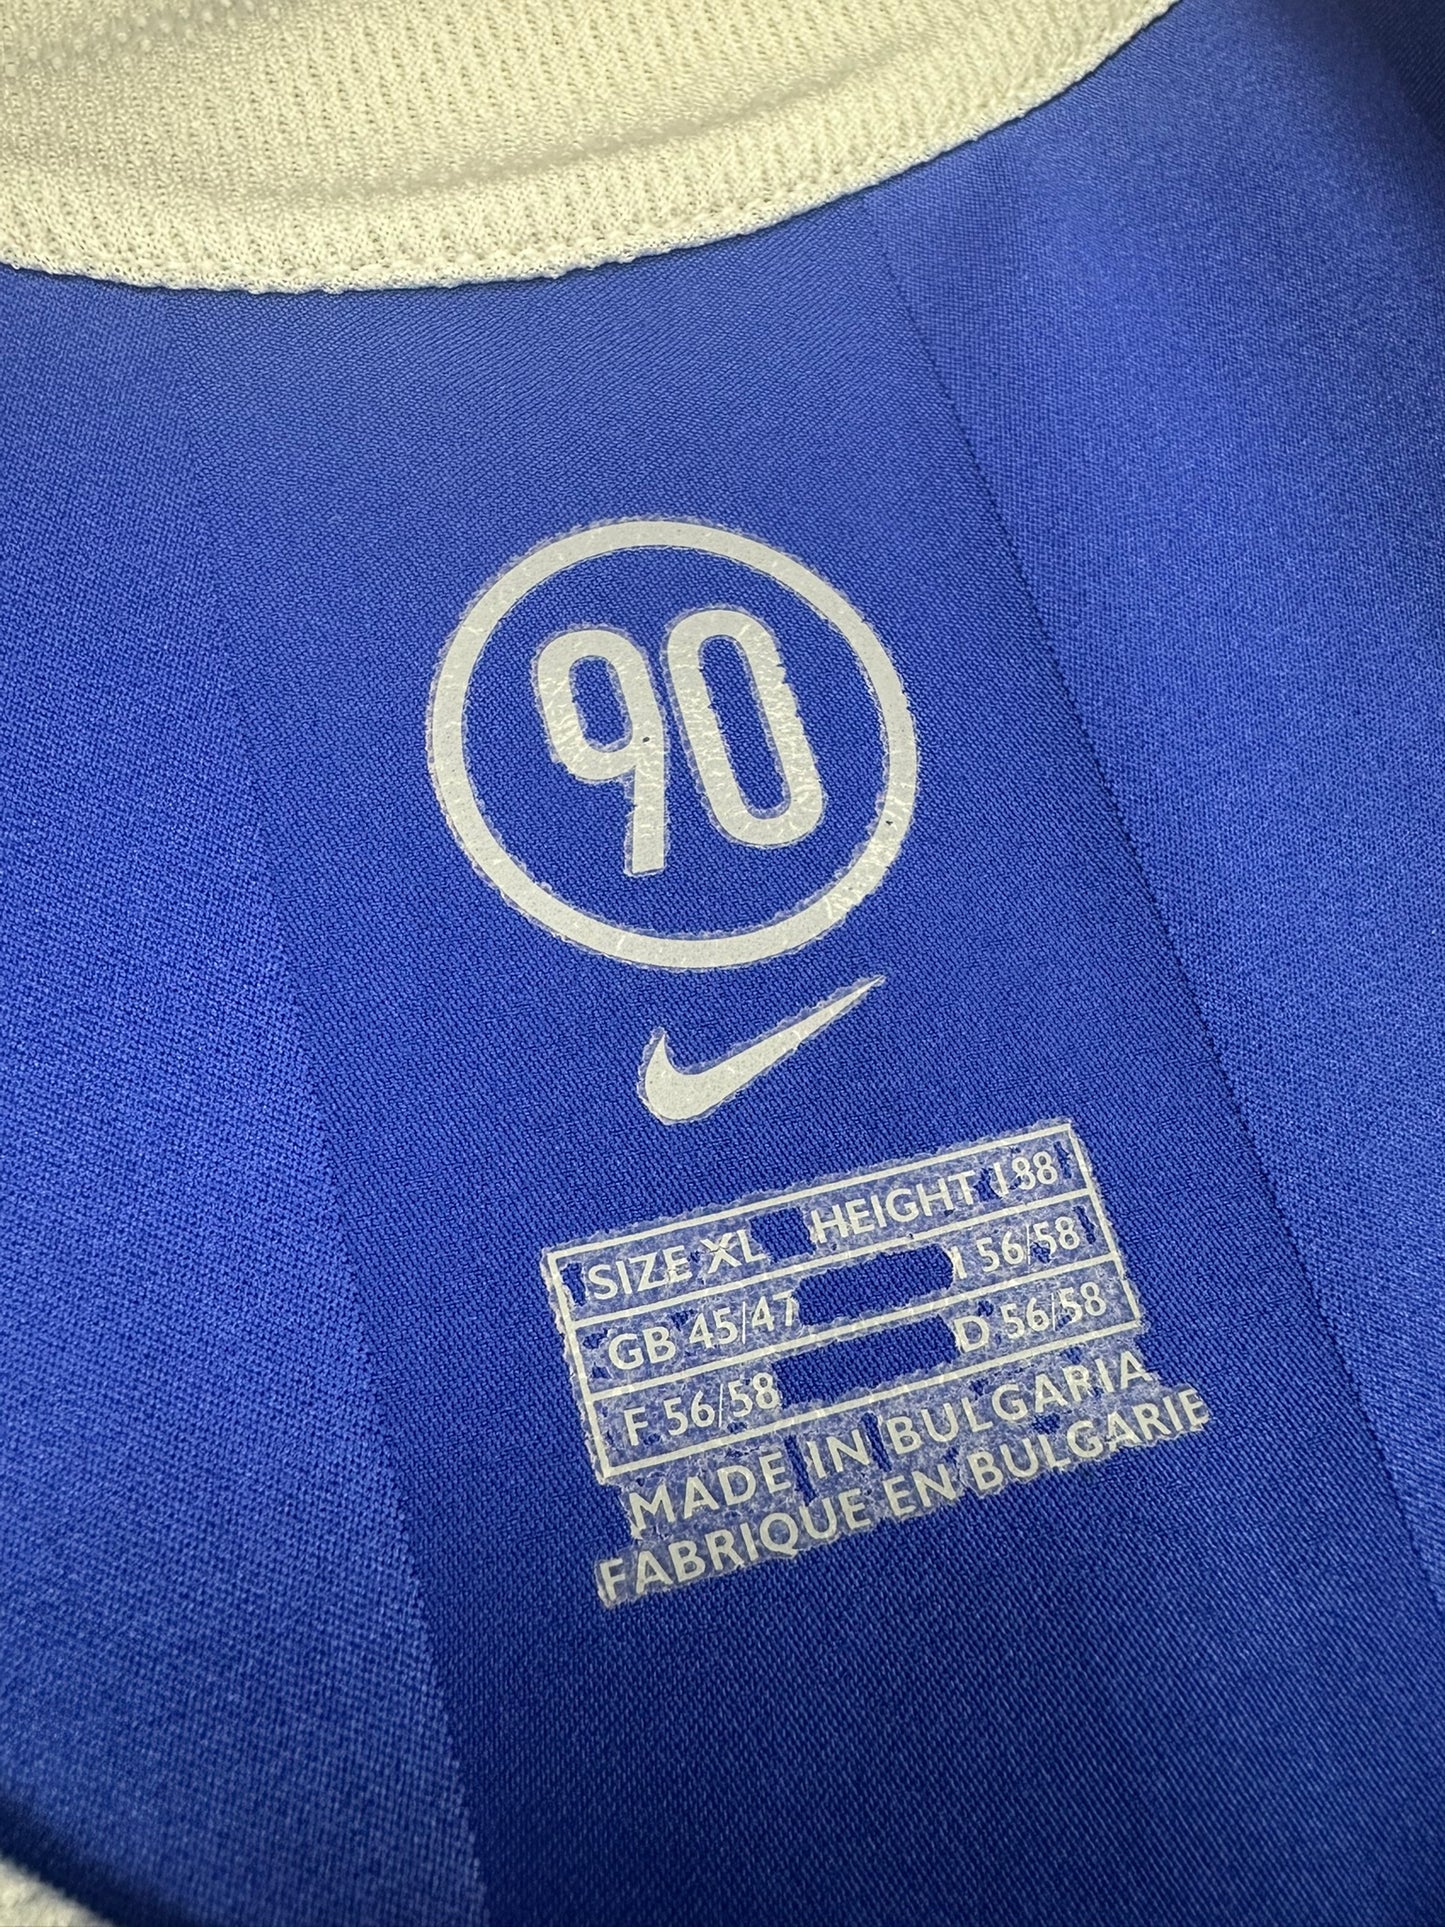 90
SIZE XL HEIGHT 188
GB 45/47 I 56/58
F 56/58 D 56/58
MADE IN BULGARIA
FABRIQUE EN BULGARIE